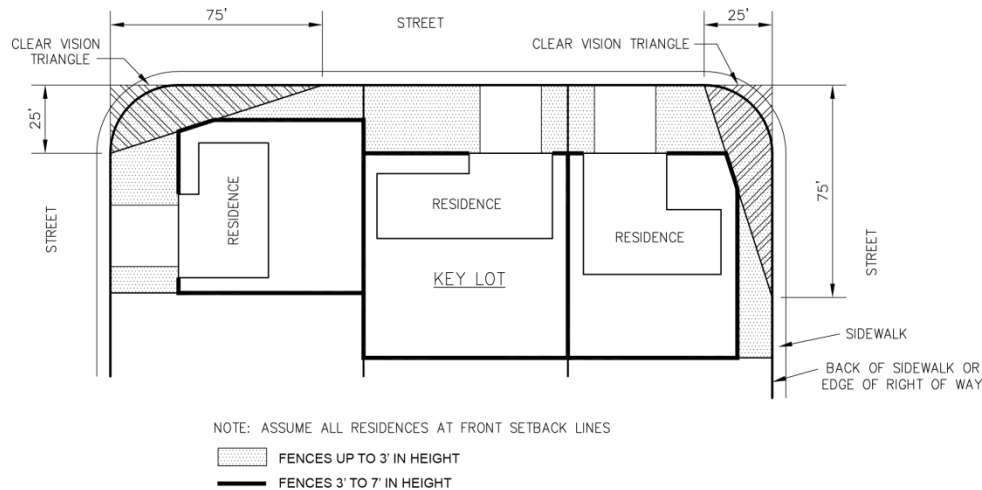 75'
STREET
25'
CLEAR VISION
TRIANGLE
CLEAR VISION TRIANGLE
25'
75'
RESIDENCE
RESIDENCE
RESIDENCE
STREET
STREET
KEY LOT
SIDEWALK
BACK OF SIDEWALK OR
EDGE OF RIGHT OF WAY
NOTE: ASSUME ALL RESIDENCES AT FRONT SETBACK LINES
FENCES UP TO 3' IN HEIGHT
FENCES 3' TO 7' IN HEIGHT